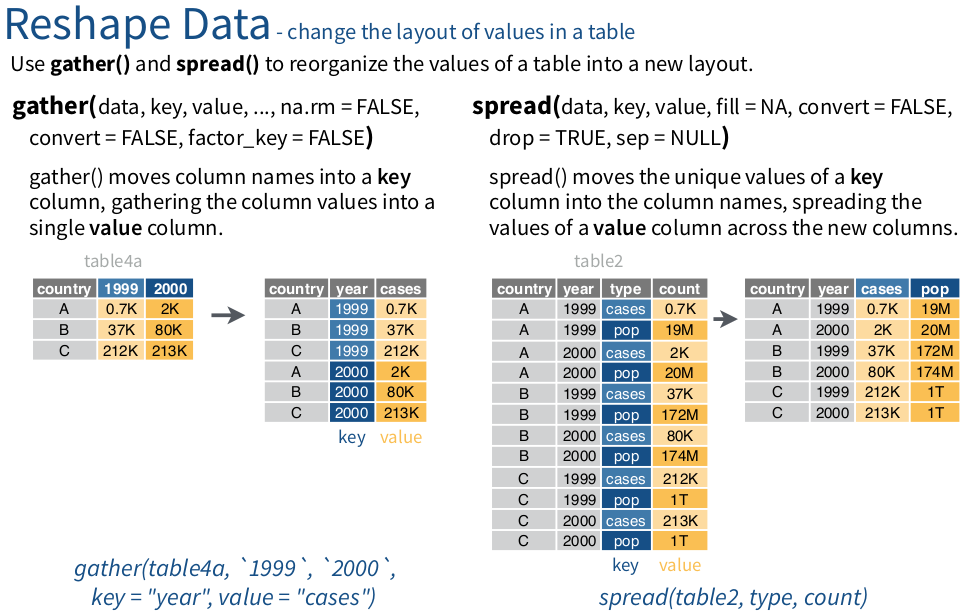 Reshape Data - change the layout of values in a table
Use gather() and spread() to reorganize the values of a table into a new layout.
gather(data, key, value, ..., na.rm = FALSE,
convert = FALSE, factor_key = FALSE)
gather() moves column names into a key
column, gathering the column values into a
single value column.
table4a
country 1999 2000
A 0.7K 2K
B 37K 80K
C 212K 213K
country year cases
A 1999 0.7K
B 1999 37K
C 1999 212K
A 2000 2K
B 2000 80K
C 2000 213K
key value
gather(table4a, `1999`, `2000`,
key = "year", value = "cases")
spread(data, key, value, fill = NA, convert = FALSE,
drop = TRUE, sep = NULL)
spread() moves the unique values of a key
column into the column names, spreading the
values of a value column across the new columns.
table2
country year type count
A 1999 cases 0.7K
A 1999 pop 19M
A 2000 cases 2K
A 2000 pop 20M
B 1999 cases 37K
B 1999 pop 172M
B 2000 cases 80K
B 2000 pop 174M
C 1999 cases 212K
C 1999 pop 1T
C 2000 cases 213K
C 2000 pop 1T
key value
country year cases pop
A 1999 0.7K 19M
A 2000 2K 20M
B 1999 37K 172M
B 2000 80K 174M
C 1999 212K 1T
C 2000 213K 1T
spread(table2, type, count)